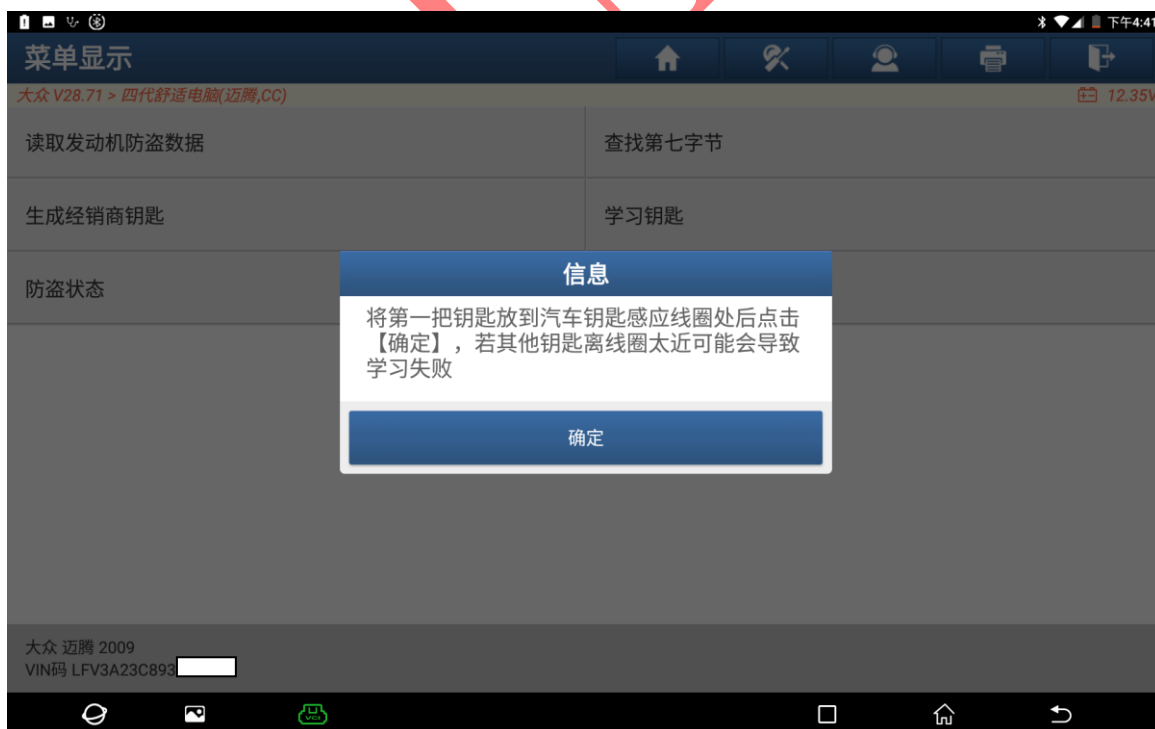 下午4:41
菜单显示
大众 V28.71 > 四代舒适电脑(迈腾,CC)
12.35V
读取发动机防盗数据
查找第七字节
生成经销商钥匙
学习钥匙
防盗状态
信息
将第一把钥匙放到汽车钥匙感应线圈处后点击
【确定】，若其他钥匙离线圈太近可能会导致
学习失败
确定
大众 迈腾 2009
VIN码 LFV3A23C893
VCI